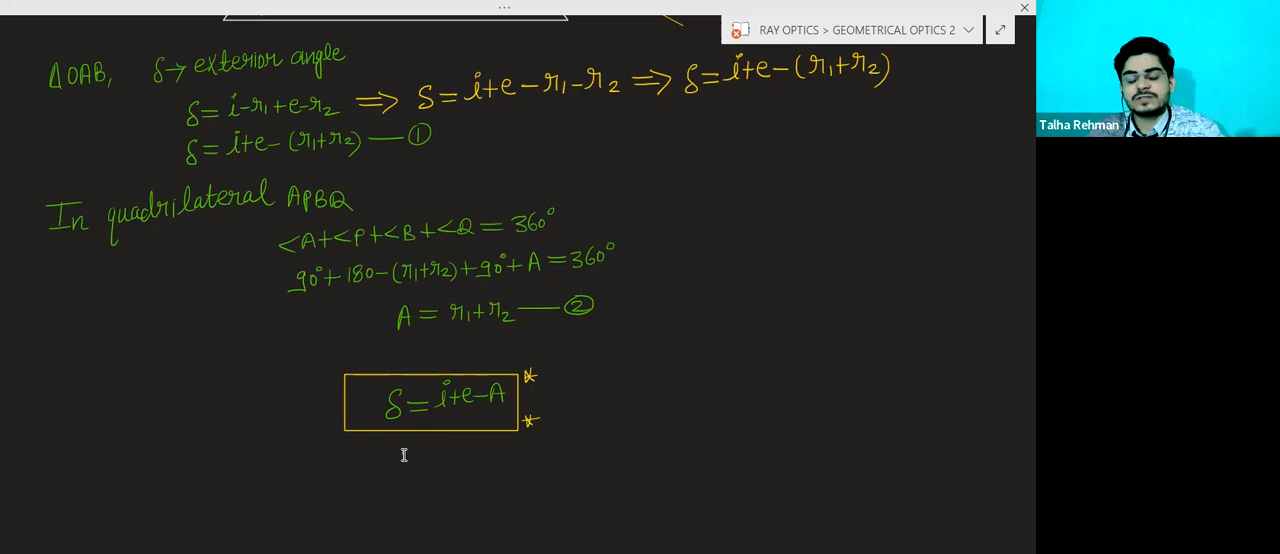 RAY OPTICS > GEOMETRICAL OPTICS 2
Talha Rehman
ΔOAB, δ→ exterior angle
δ = i-r₁+e-r₂ ⟹ δ = i+e-r₁-r₂ ⟹ δ = i+e-(r₁+r₂)
δ = i+e-(r₁+r₂) — ①
In quadrilateral APBQ
<A+<P+<B+<Q = 360°
90°+180-(r₁+r₂)+90°+A = 360°
A = r₁+r₂ — ②
δ = i+e-A